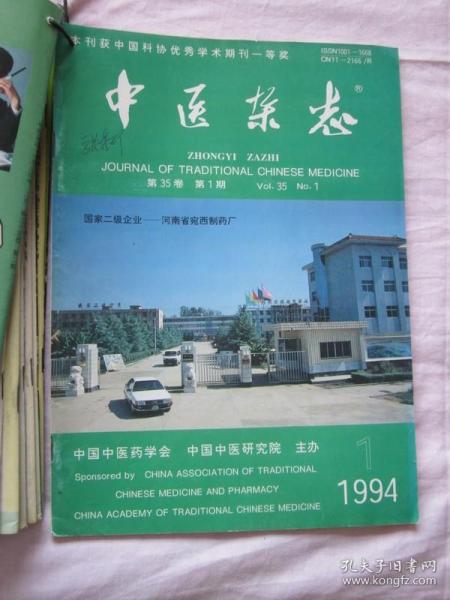 本刊获中国科协优秀学术期刊一等奖
ISSN1001-1668
CN11-2166/R
中医杂志®
ZHONGYI ZAZHI
JOURNAL OF TRADITIONAL CHINESE MEDICINE
第35卷 第1期 Vol.35 No.1
国家二级企业——河南省宛西制药厂
中国中医药学会 中国中医研究院 主办
Sponsored by CHINA ASSOCIATION OF TRADITIONAL
CHINESE MEDICINE AND PHARMACY
CHINA ACADEMY OF TRADITIONAL CHINESE MEDICINE
1
1994
孔夫子旧书网
www.kongfz.com